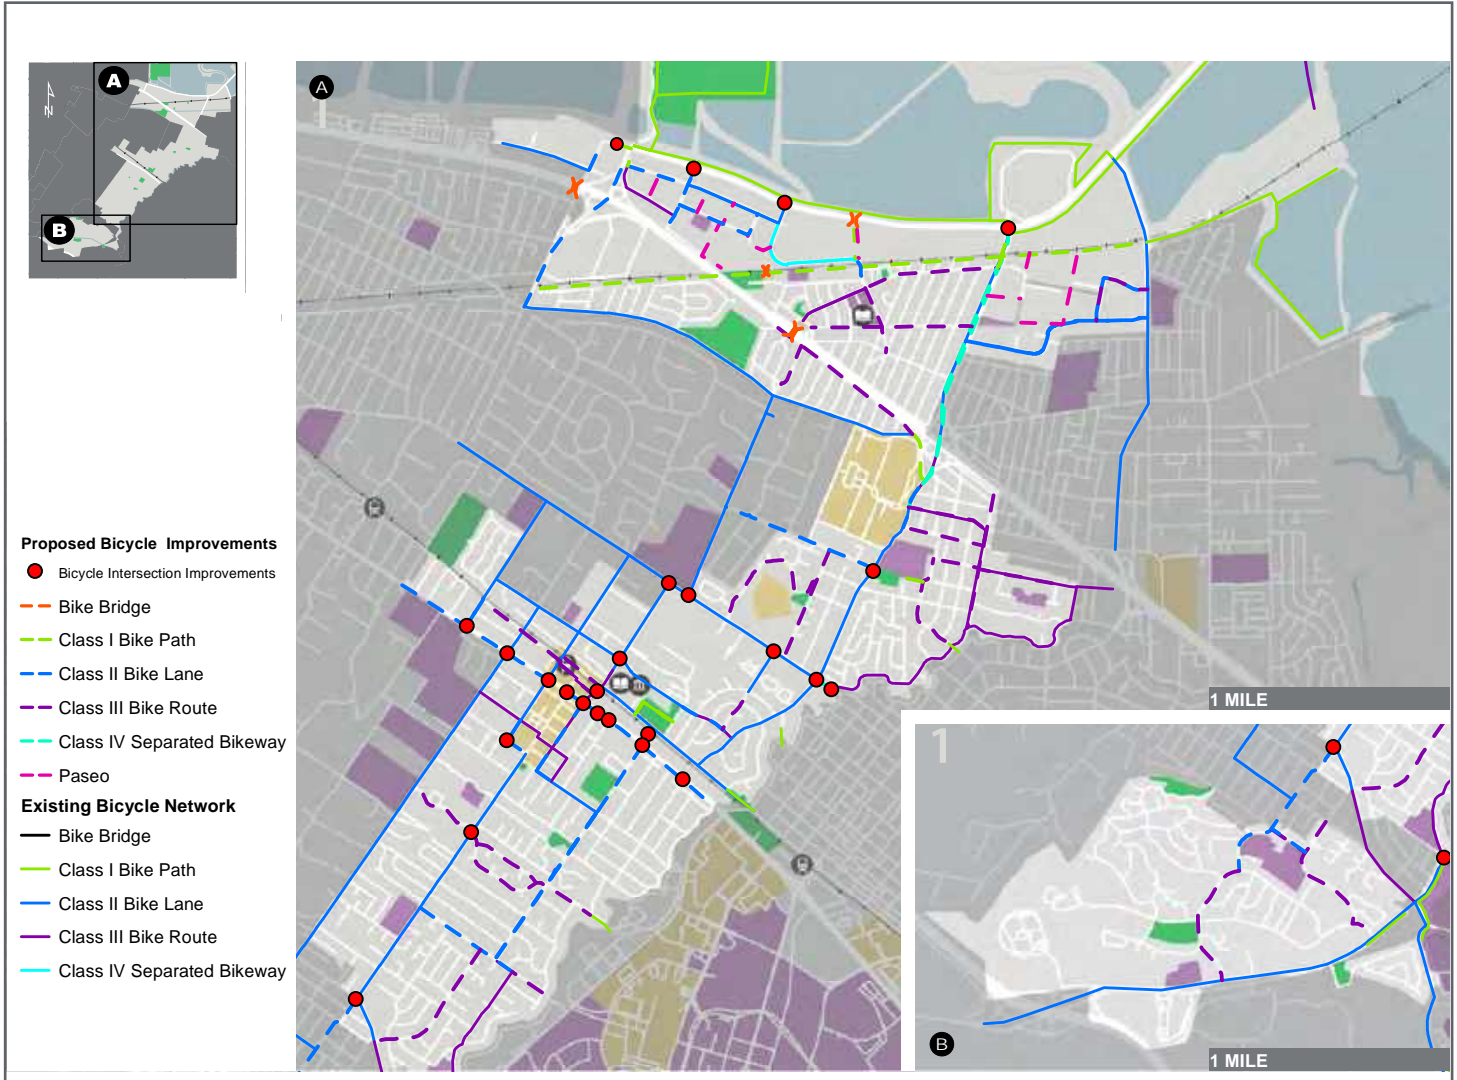 A
B
N
A
Proposed Bicycle Improvements
Bicycle Intersection Improvements
Bike Bridge
Class I Bike Path
Class II Bike Lane
Class III Bike Route
Class IV Separated Bikeway
Paseo
Existing Bicycle Network
Bike Bridge
Class I Bike Path
Class II Bike Lane
Class III Bike Route
Class IV Separated Bikeway
1 MILE
1
B
1 MILE